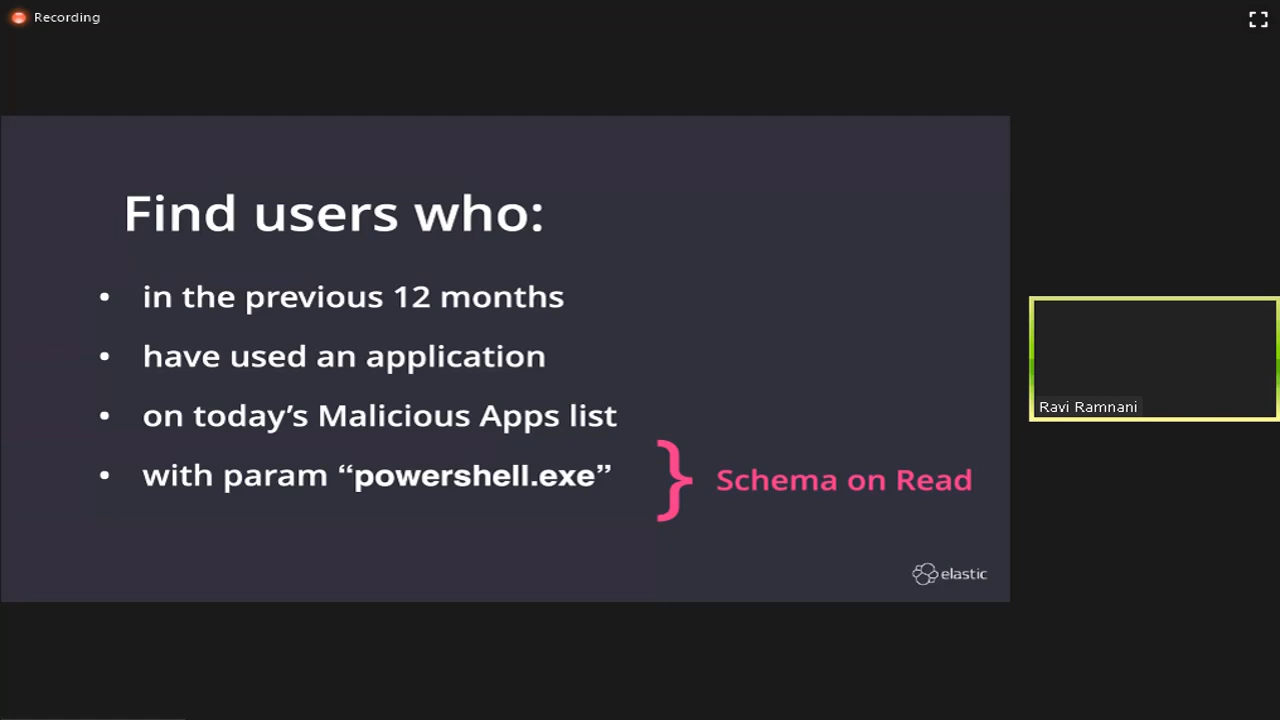 Recording
Find users who:
• in the previous 12 months
• have used an application
• on today’s Malicious Apps list
• with param “powershell.exe”
} Schema on Read
elastic
Ravi Ramnani